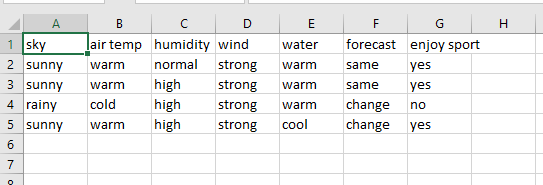 A B C D E F G H
1 sky air temp humidity wind water forecast enjoy sport
2 sunny warm normal strong warm same yes
3 sunny warm high strong warm same yes
4 rainy cold high strong warm change no
5 sunny warm high strong cool change yes
6
7
8